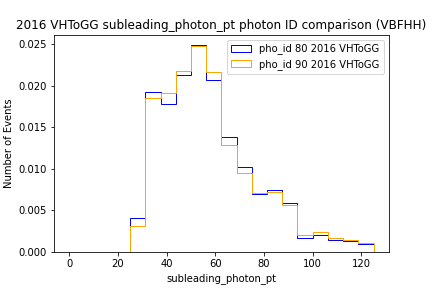 2016 VHToGG subleading_photon_pt photon ID comparison (VBFHH)
pho_id 80 2016 VHToGG
pho_id 90 2016 VHToGG
Number of Events
0.025
0.020
0.015
0.010
0.005
0.000
0 20 40 60 80 100 120
subleading_photon_pt